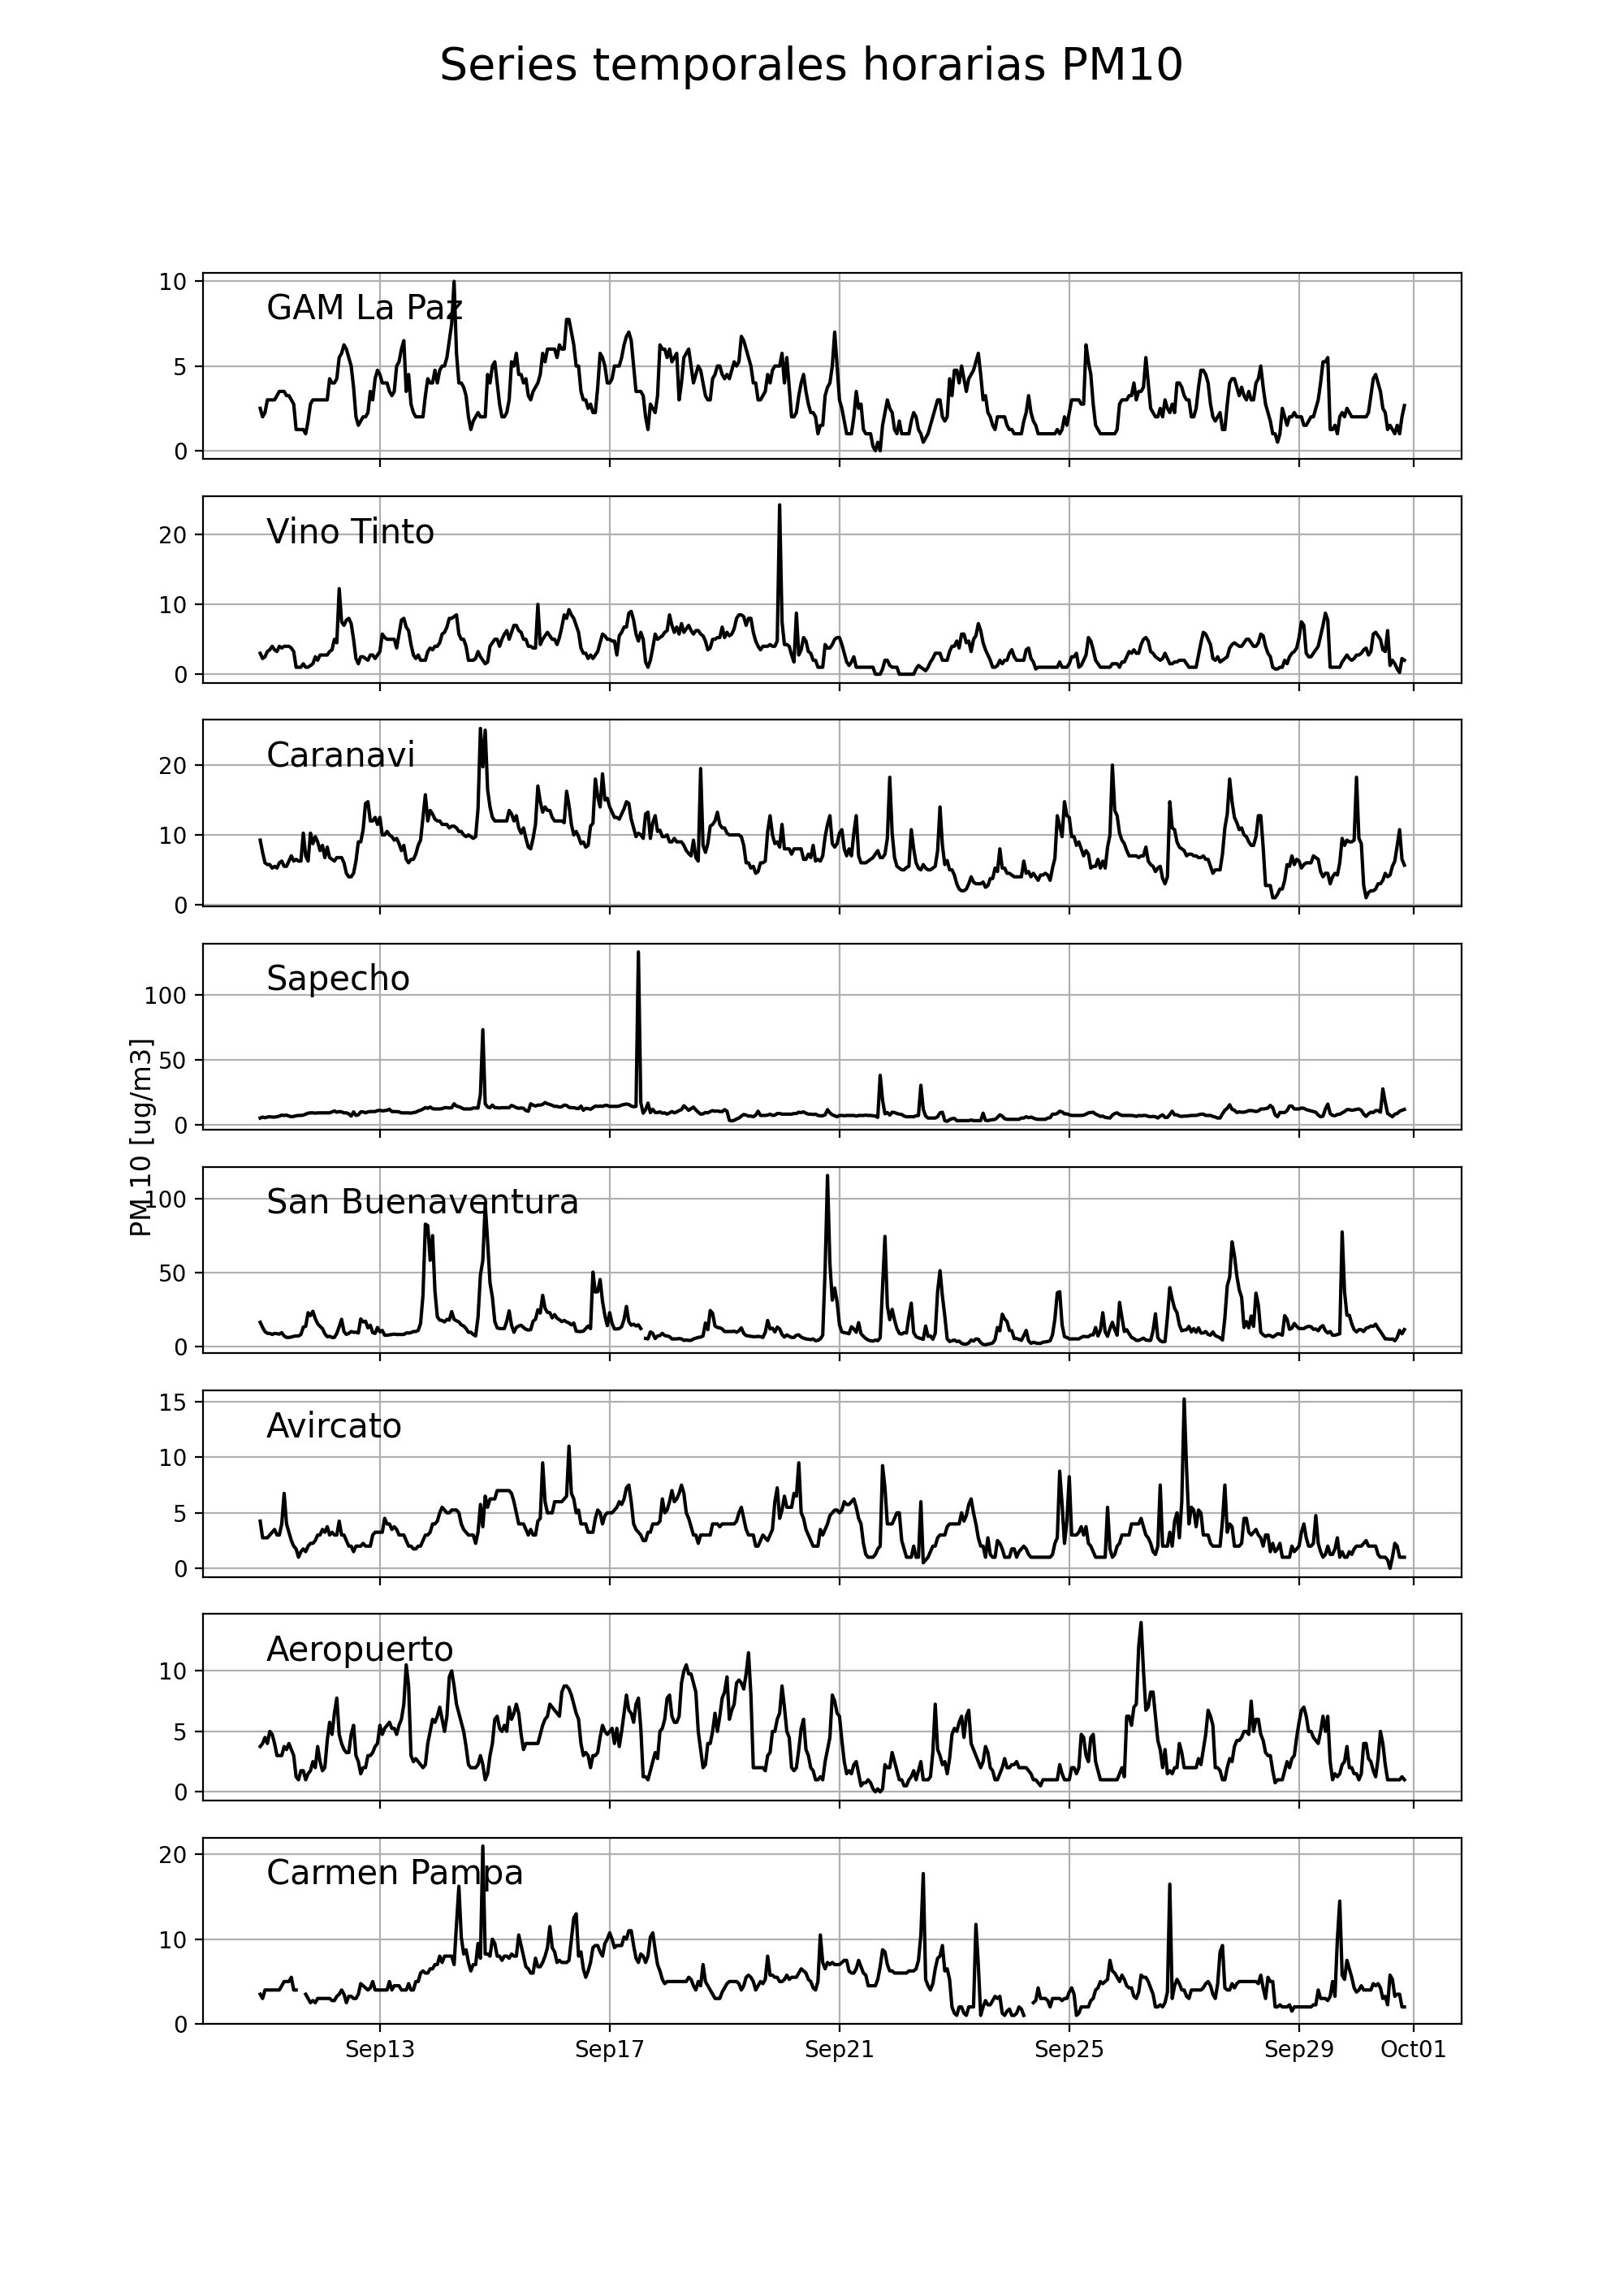 Series temporales horarias PM10
10
GAM La Paz
5
0
20
Vino Tinto
10
0
20
Caranavi
10
0
Sapecho
100
50
0
PM 10 [ug/m3]
100
San Buenaventura
50
0
15
Avircato
10
5
0
Aeropuerto
10
5
0
20
Carmen Pampa
10
0
Sep13 Sep17 Sep21 Sep25 Sep29 Oct01